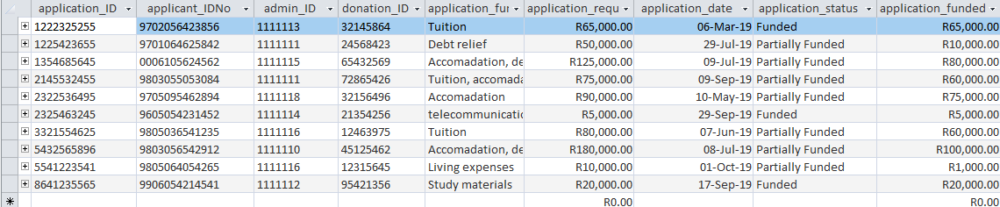 application_ID applicant_IDNo admin_ID donation_ID application_fur application_requ application_date application_status application_funded
1222325255 9702056423856 1111113 32145864 Tuition R65,000.00 06-Mar-19 Funded R65,000.00
1225423655 9701064625842 1111111 24568423 Debt relief R50,000.00 29-Jul-19 Partially Funded R10,000.00
1354685645 0006105624562 1111115 65432569 Accomadation, de R125,000.00 09-Jul-19 Partially Funded R80,000.00
2145532455 9803055053084 1111111 72865426 Tuition, accomada R75,000.00 09-Sep-19 Partially Funded R60,000.00
2322536495 9705095462894 1111118 32156496 Accomadation R90,000.00 10-May-19 Partially Funded R75,000.00
2325463245 9605054231452 1111114 21354256 telecommunicatio R5,000.00 29-Sep-19 Funded R5,000.00
3321554625 9805036541235 1111116 12463975 Tuition R80,000.00 07-Jun-19 Partially Funded R60,000.00
5432565896 9803056542912 1111110 45125462 Accomadation, de R180,000.00 08-Jul-19 Partially Funded R100,000.00
5541223541 9805064054265 1111116 12315645 Living expenses R10,000.00 01-Oct-19 Partially Funded R1,000.00
8641235565 9906054214541 1111112 95421356 Study materials R20,000.00 17-Sep-19 Funded R20,000.00
R0.00 R0.00